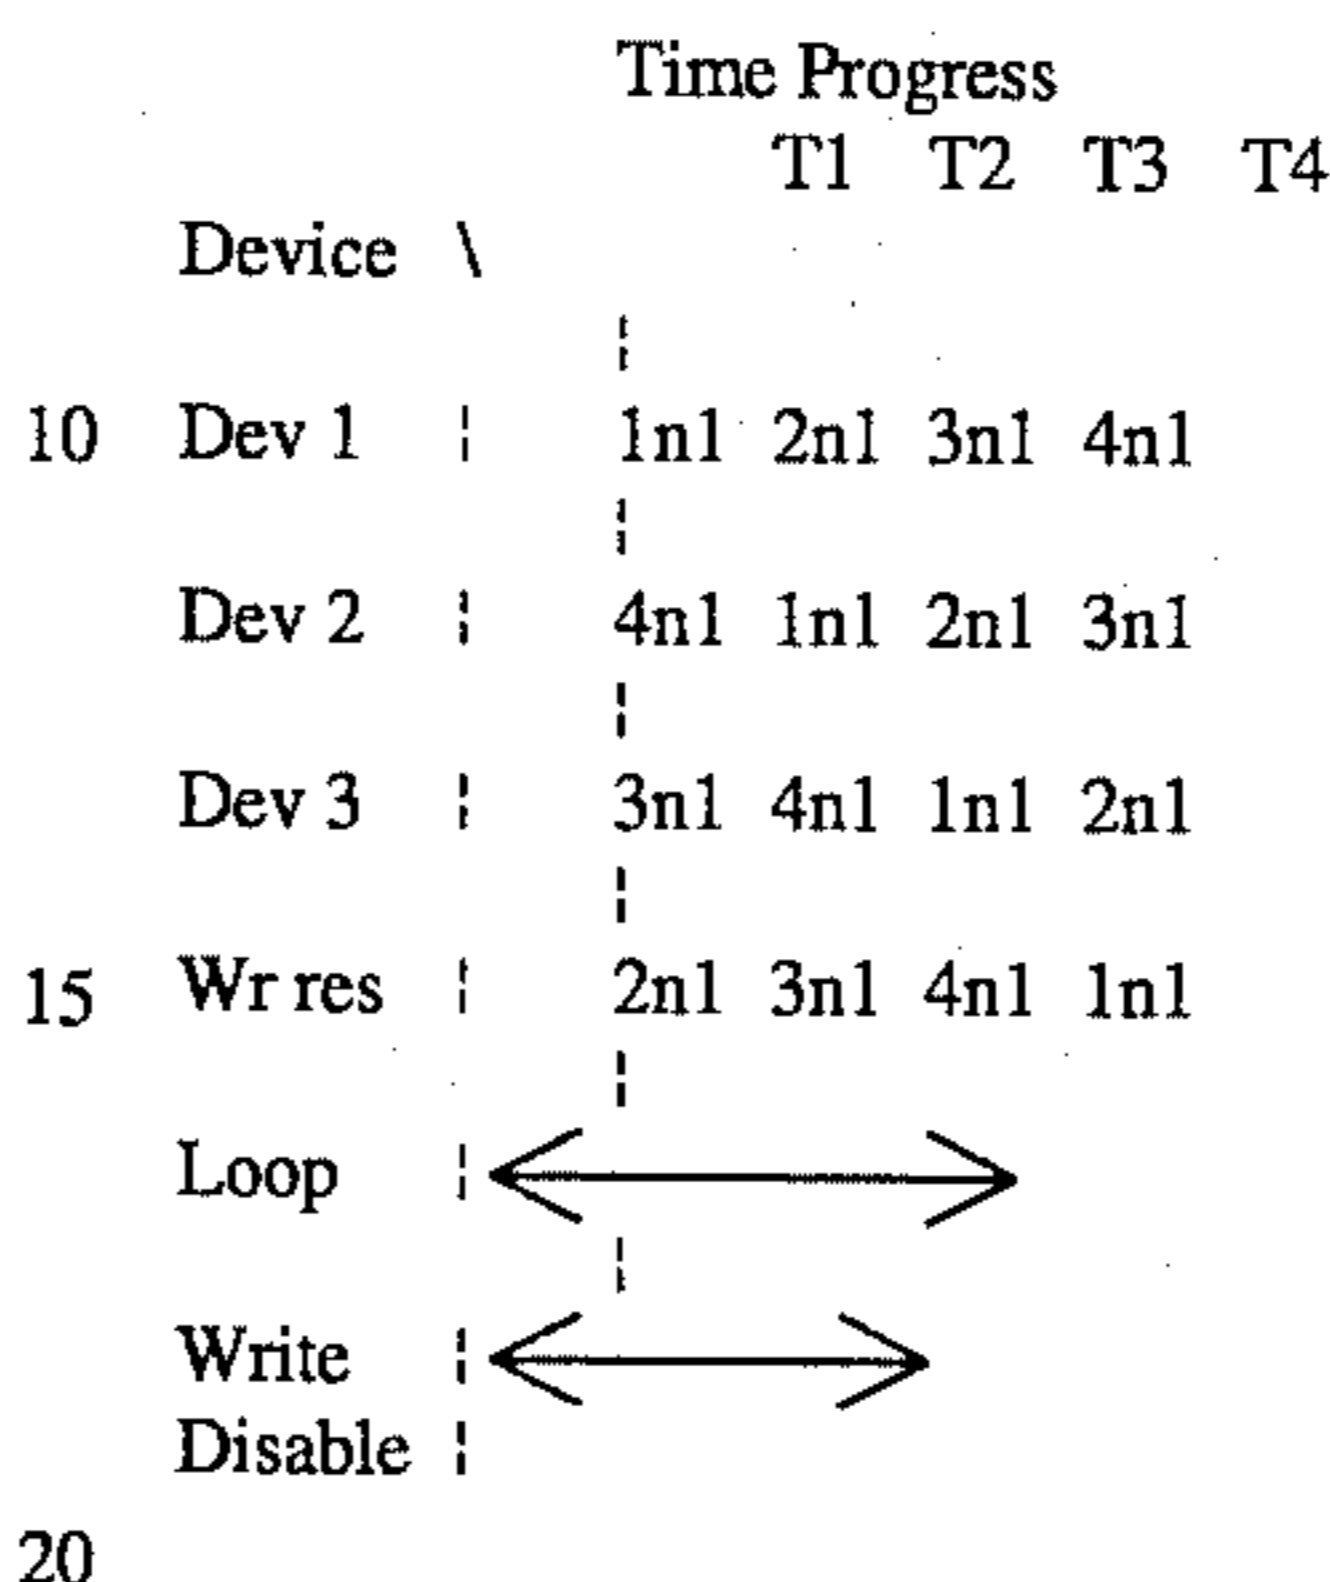 Time Progress
T1 T2 T3 T4
Device \
¦
10 Dev 1 ¦ 1n1 2n1 3n1 4n1
¦
Dev 2 ¦ 4n1 1n1 2n1 3n1
¦
Dev 3 ¦ 3n1 4n1 1n1 2n1
¦
15 Wr res ¦ 2n1 3n1 4n1 1n1
¦
Loop ¦
¦
Write ¦
Disable ¦
20